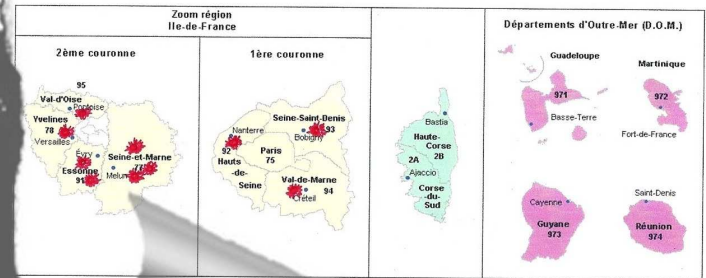 Zoom région
Ile-de-France
2ème couronne
1ère couronne
95
Val-d'Oise
Pontoise
Yvelines
78
Versailles
Évry
Essonne
91
Seine-et-Marne
77
Melun
Seine-Saint-Denis
93
Bobigny
Nanterre
92
Hauts
-de-
Seine
Paris
75
Val-de-Marne
94
Créteil
Bastia
Haute-
Corse
2B
2A
Ajaccio
Corse
-du-
Sud
Départements d'Outre-Mer (D.O.M.)
Guadeloupe
971
Basse-Terre
Martinique
972
Fort-de-France
Cayenne
Guyane
973
Saint-Denis
Réunion
974